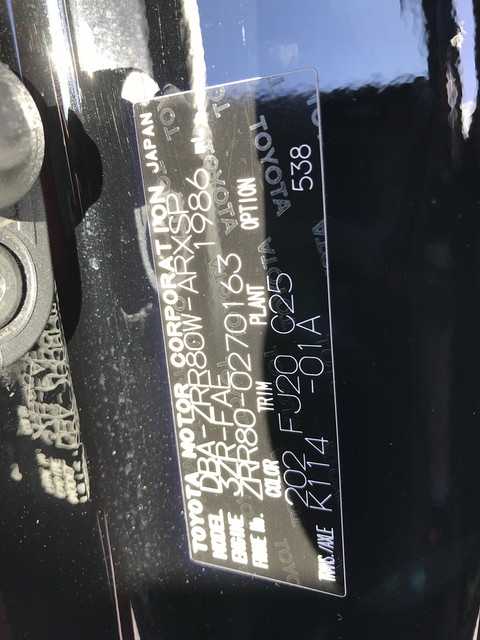 TOYOTA MOTOR CORPORATION JAPAN
MODEL DBA-ZRR80W-ARXSP
ENGINE 3ZR-FAE 1986
FRAME No. ZRR80-0270163
COLOR TRIM PLANT OPTION
202 FJ20 C25 538
TRANS./AXLE K114 -01A